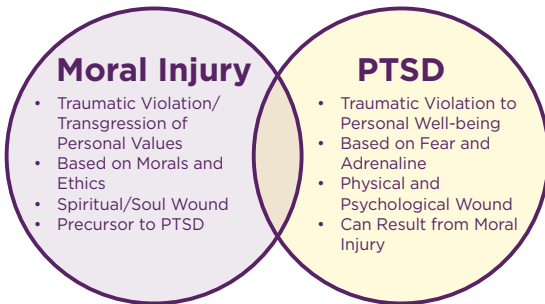 Moral Injury
• Traumatic Violation/
Transgression of
Personal Values
• Based on Morals and
Ethics
• Spiritual/Soul Wound
• Precursor to PTSD
PTSD
• Traumatic Violation to
Personal Well-being
• Based on Fear and
Adrenaline
• Physical and
Psychological Wound
• Can Result from Moral
Injury